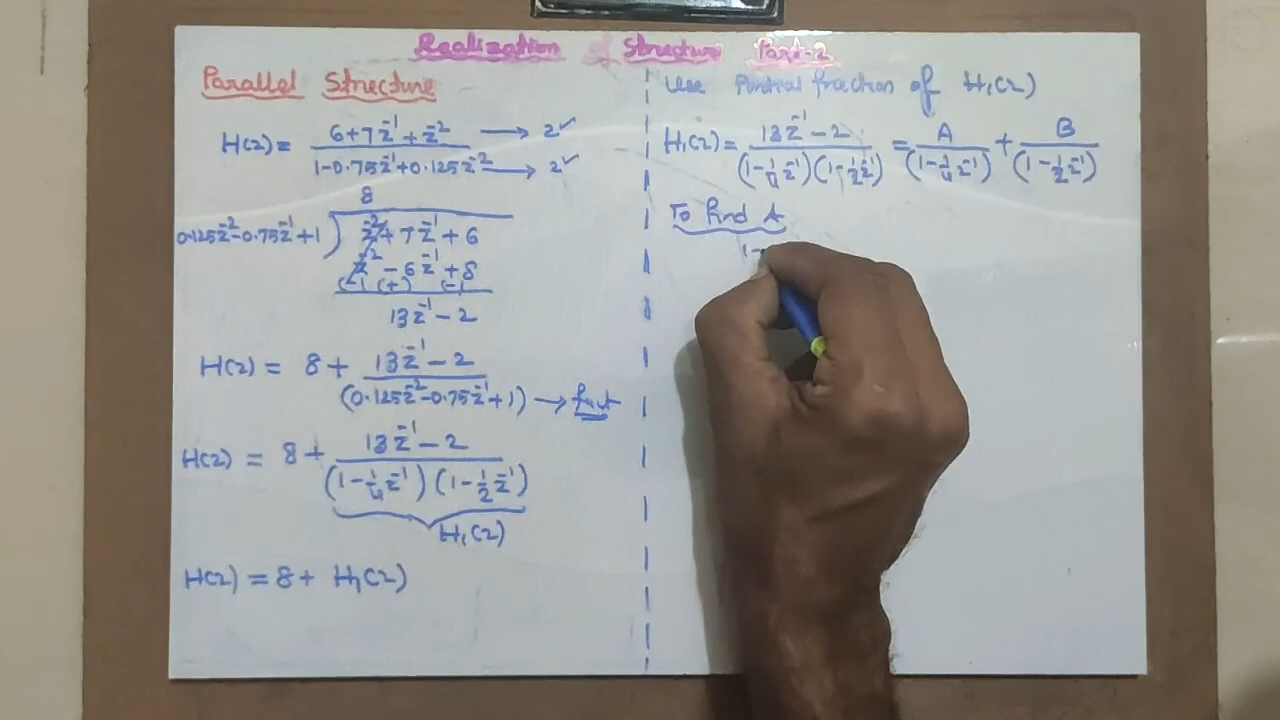 Realization of Structure Part-2
Parallel Structure
H(z) = 6+7z⁻¹+z⁻² → 2✓
1-0.75z⁻¹+0.125z⁻² → 2✓
8
0.125z⁻²-0.75z⁻¹+1 ) z⁻²+7z⁻¹+6
z⁻²-6z⁻¹+8
(-) (+) (-)
13z⁻¹-2
H(z) = 8+ 13z⁻¹-2
(0.125z⁻²-0.75z⁻¹+1) → fact
H(z) = 8+ 13z⁻¹-2
(1-1/4z⁻¹)(1-1/2z⁻¹)
H₁(z)
H(z) = 8+ H₁(z)
Use Partial fraction of H₁(z)
H₁(z) = 13z⁻¹-2 = A + B
(1-1/4z⁻¹)(1-1/2z⁻¹) (1-1/4z⁻¹) (1-1/2z⁻¹)
To find A
1-